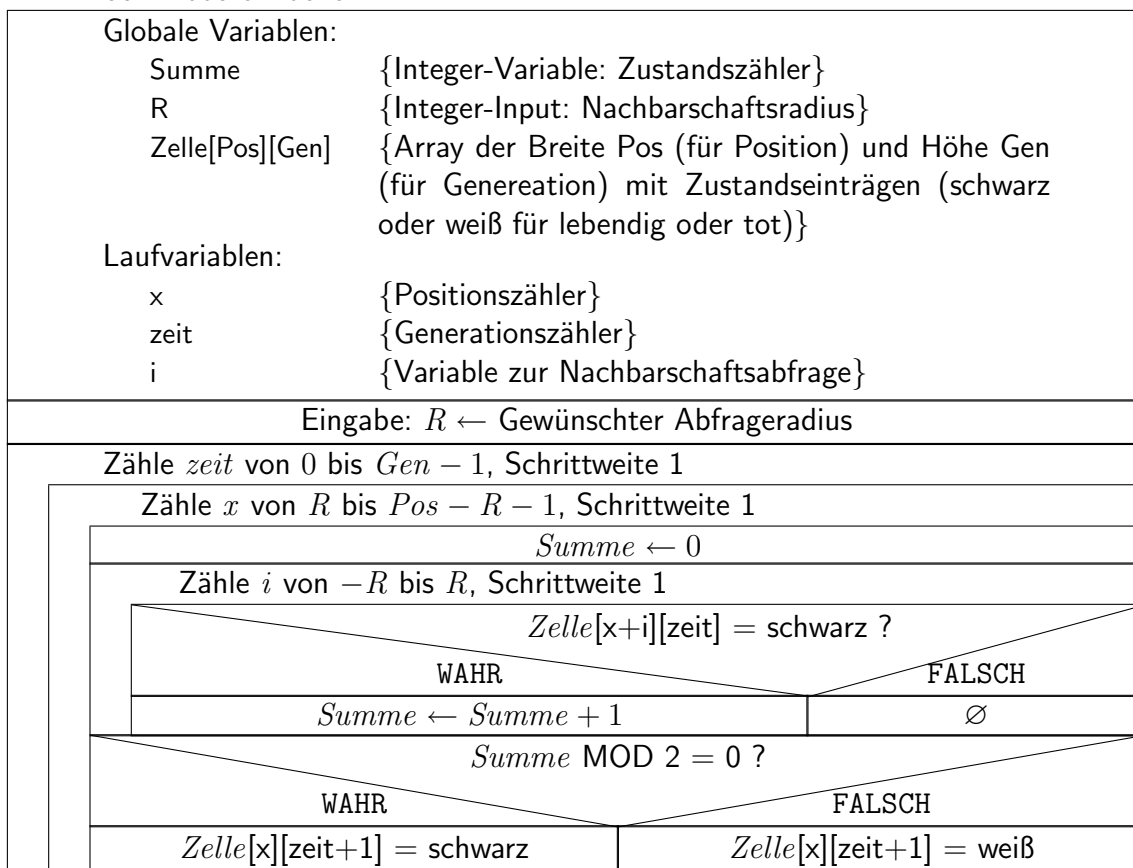 Globale Variablen:
Summe {Integer-Variable: Zustandszähler}
R {Integer-Input: Nachbarschaftsradius}
Zelle[Pos][Gen] {Array der Breite Pos (für Position) und Höhe Gen
(für Genereation) mit Zustandseinträgen (schwarz
oder weiß für lebendig oder tot)}
Laufvariablen:
x {Positionszähler}
zeit {Generationszähler}
i {Variable zur Nachbarschaftsabfrage}
Eingabe: R ← Gewünschter Abfrageradius
Zähle zeit von 0 bis Gen − 1, Schrittweite 1
Zähle x von R bis Pos − R − 1, Schrittweite 1
Summe ← 0
Zähle i von −R bis R, Schrittweite 1
Zelle[x+i][zeit] = schwarz ?
WAHR FALSCH
Summe ← Summe + 1 ∅
Summe MOD 2 = 0 ?
WAHR FALSCH
Zelle[x][zeit+1] = schwarz Zelle[x][zeit+1] = weiß